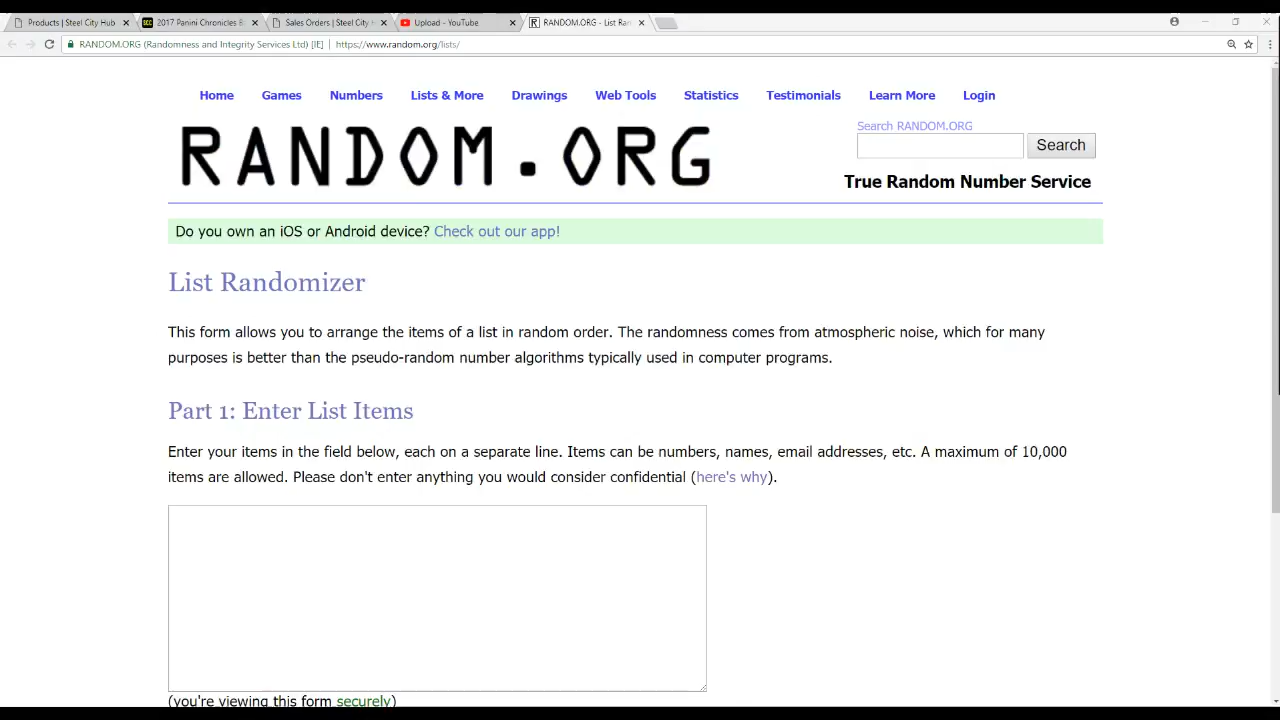 Products | Steel City Hub
2017 Panini Chronicles B
Sales Orders | Steel City H
Upload - YouTube
RANDOM.ORG - List Ran
RANDOM.ORG (Randomness and Integrity Services Ltd) [IE]
https://www.random.org/lists/
Home Games Numbers Lists & More Drawings Web Tools Statistics Testimonials Learn More Login
RANDOM.ORG
Search RANDOM.ORG
Search
True Random Number Service
Do you own an iOS or Android device? Check out our app!
List Randomizer
This form allows you to arrange the items of a list in random order. The randomness comes from atmospheric noise, which for many
purposes is better than the pseudo-random number algorithms typically used in computer programs.
Part 1: Enter List Items
Enter your items in the field below, each on a separate line. Items can be numbers, names, email addresses, etc. A maximum of 10,000
items are allowed. Please don't enter anything you would consider confidential (here's why).
(you're viewing this form securely)